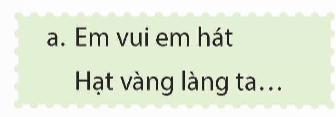 a. Em vui em hát
Hạt vàng làng ta...